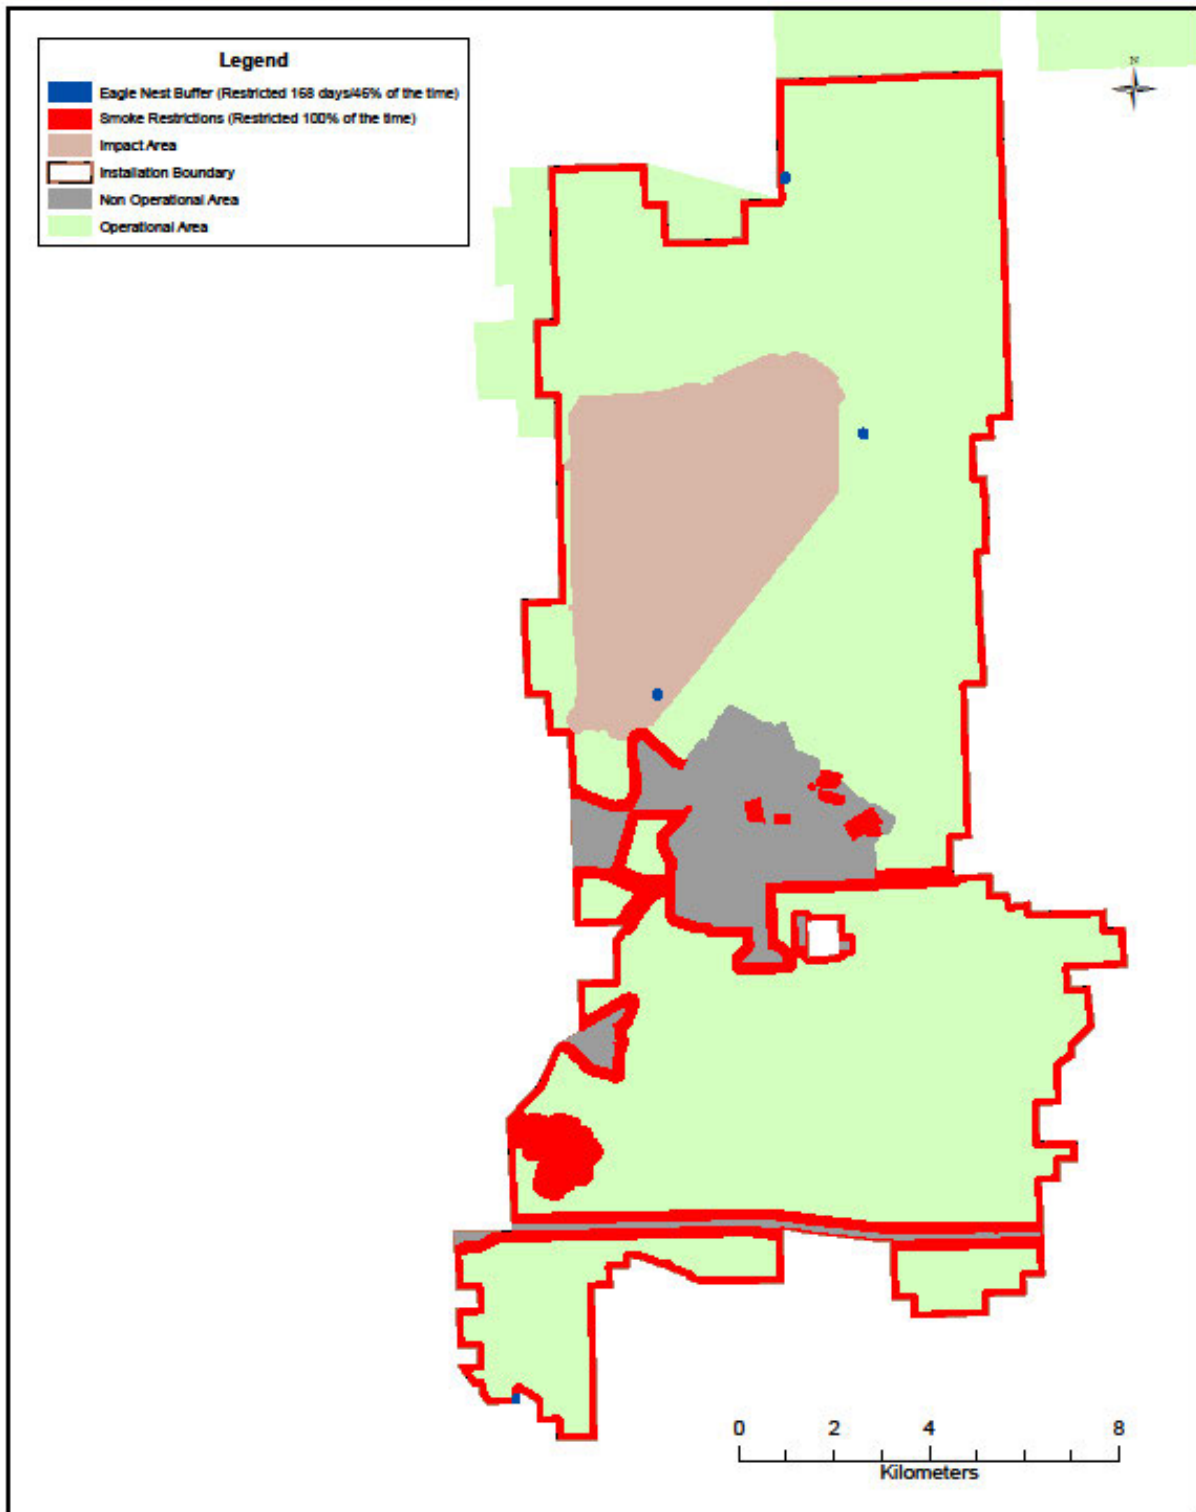 Legend
Eagle Nest Buffer (Restricted 168 days/46% of the time)
Smoke Restrictions (Restricted 100% of the time)
Impact Area
Installation Boundary
Non Operational Area
Operational Area
N
0 2 4 8
Kilometers